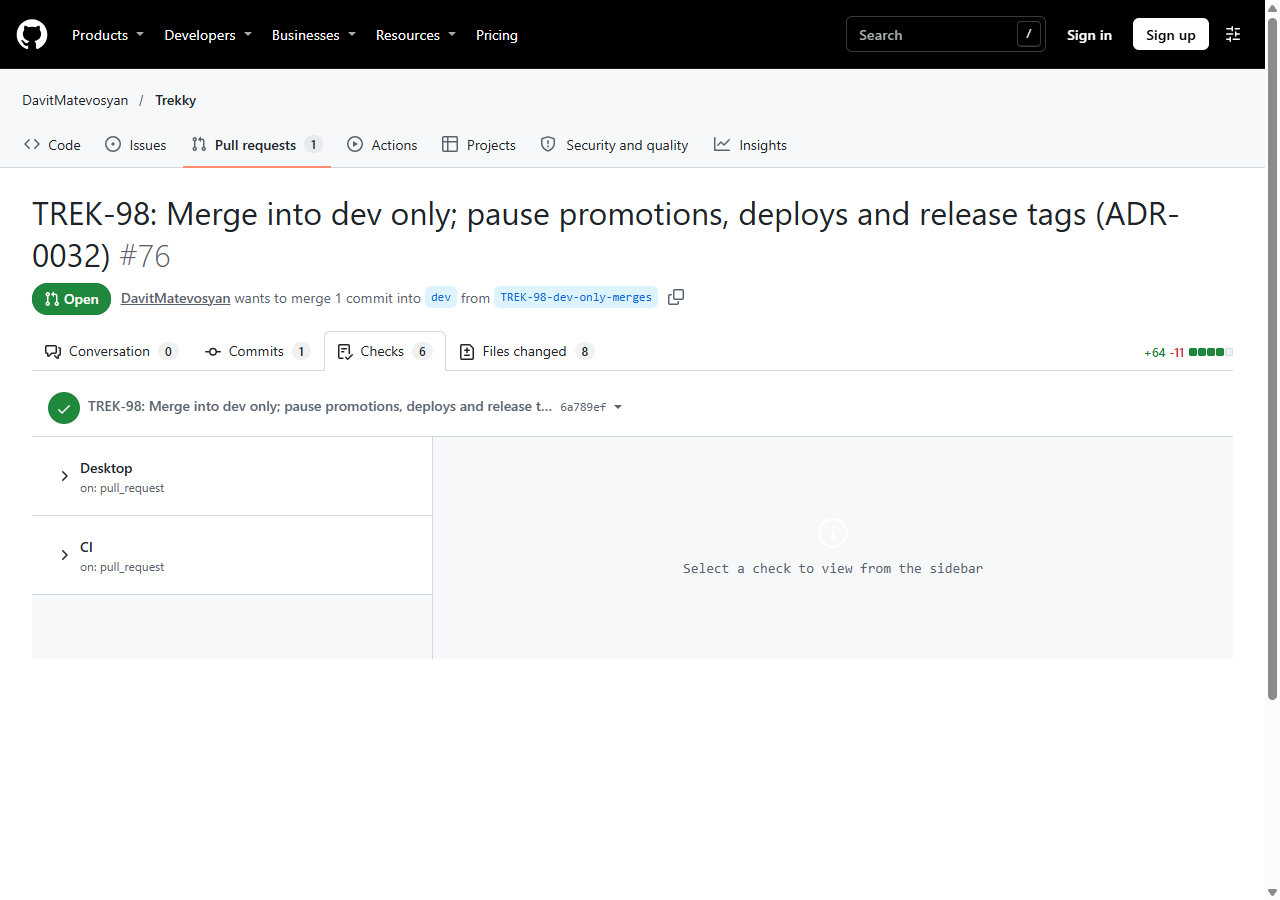 Products Developers Businesses Resources Pricing Search / Sign in Sign up
DavitMatevosyan / Trekky
Code Issues Pull requests 1 Actions Projects Security and quality Insights
TREK-98: Merge into dev only; pause promotions, deploys and release tags (ADR-
0032) #76
Open DavitMatevosyan wants to merge 1 commit into dev from TREK-98-dev-only-merges
Conversation 0 Commits 1 Checks 6 Files changed 8 +64 -11
TREK-98: Merge into dev only; pause promotions, deploys and release t... 6a789ef
Desktop
on: pull_request
CI
on: pull_request
Select a check to view from the sidebar